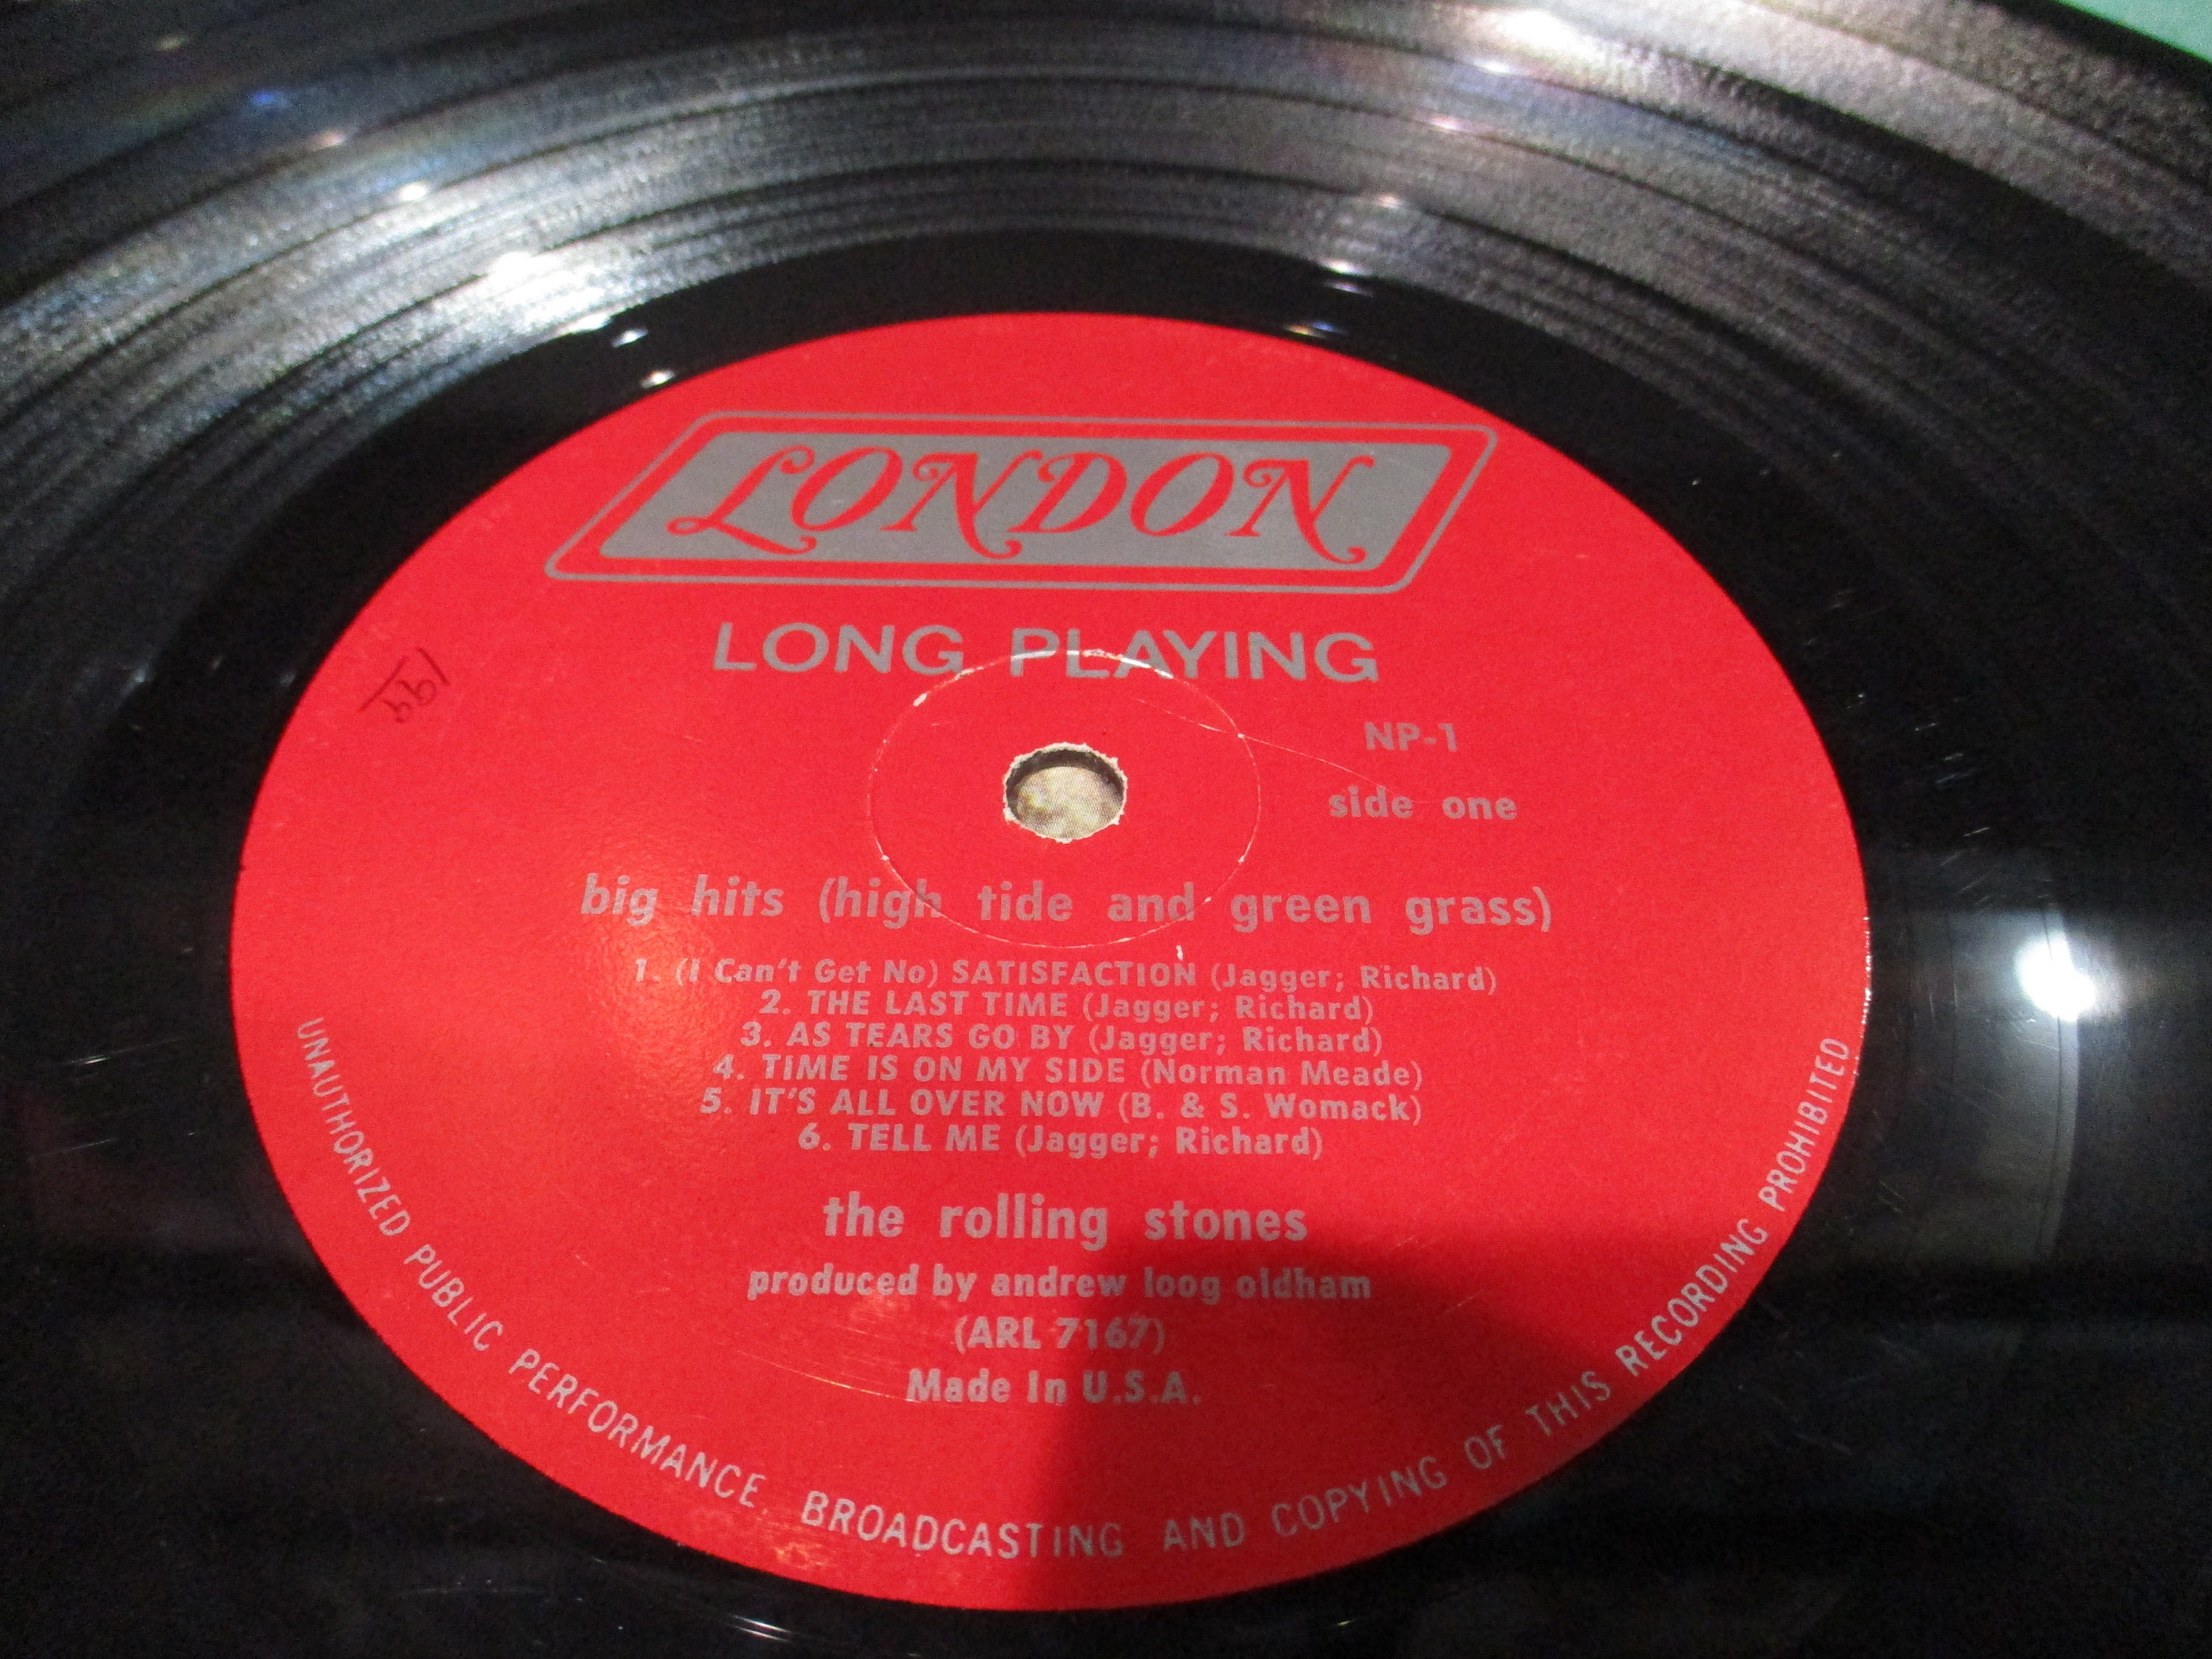 LONDON
LONG PLAYING
NP-1
side one
big hits (high tide and green grass)
1. (I Can't Get No) SATISFACTION (Jagger; Richard)
2. THE LAST TIME (Jagger; Richard)
3. AS TEARS GO BY (Jagger; Richard)
4. TIME IS ON MY SIDE (Norman Meade)
5. IT'S ALL OVER NOW (B. & S. Womack)
6. TELL ME (Jagger; Richard)
the rolling stones
produced by andrew loog oldham
(ARL 7167)
Made In U.S.A.
UNAUTHORIZED PUBLIC PERFORMANCE, BROADCASTING AND COPYING OF THIS RECORDING PROHIBITED